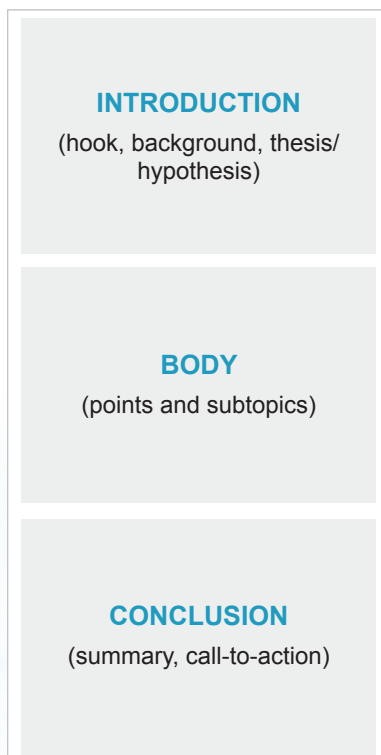 INTRODUCTION
(hook, background, thesis/
hypothesis)
BODY
(points and subtopics)
CONCLUSION
(summary, call-to-action)